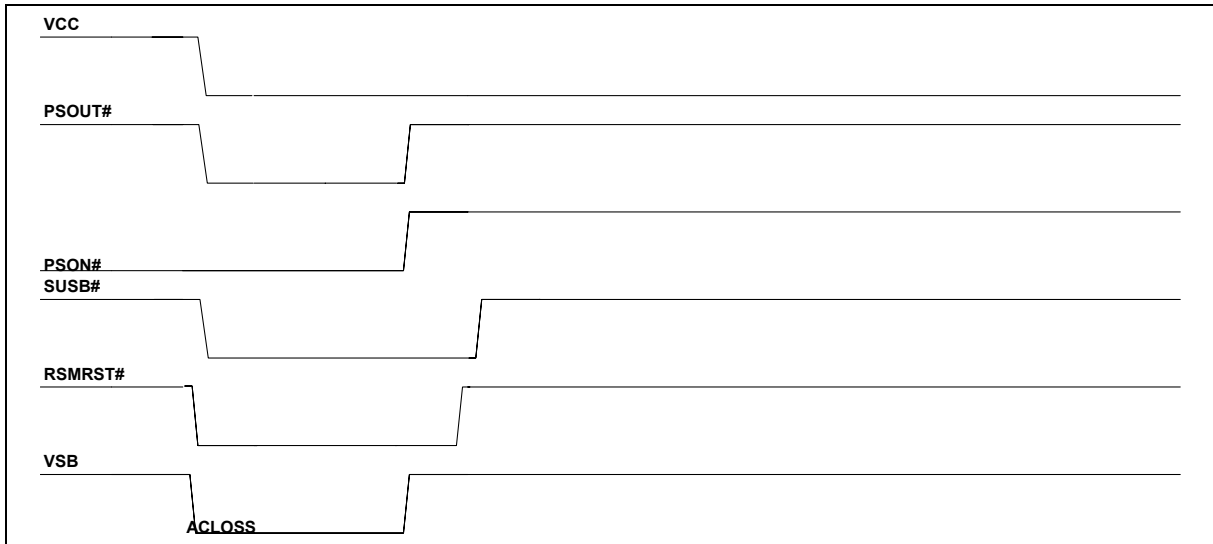 VCC
PSOUT#
PSON#
SUSB#
RSMRST#
VSB
ACLOSS